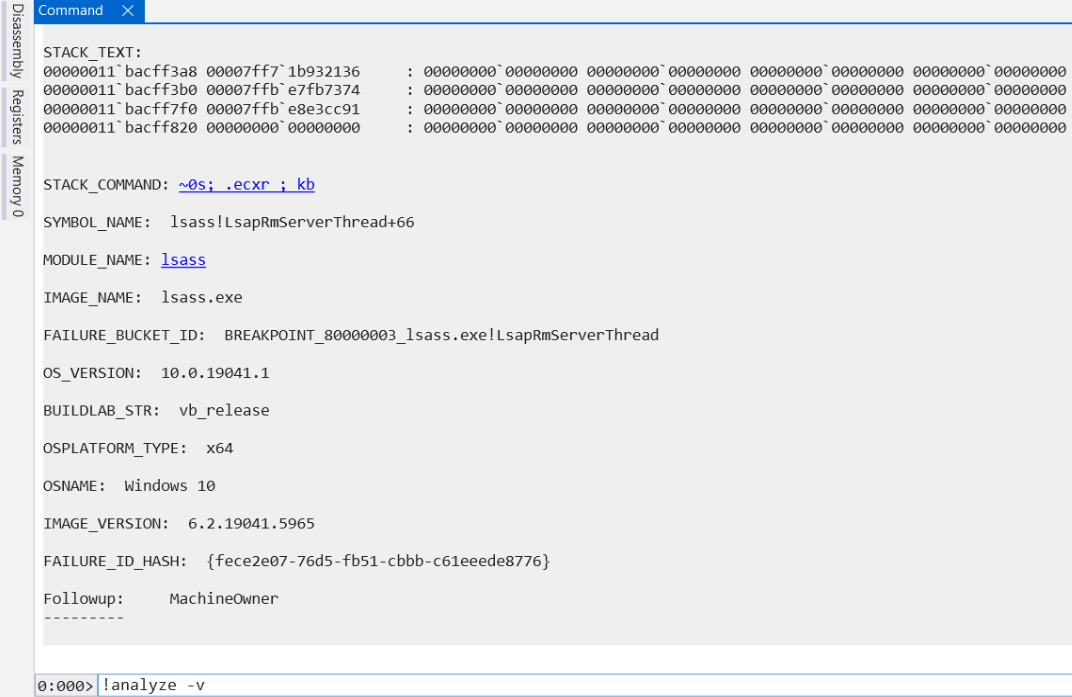 Command
Disassembly
Registers
Memory 0
STACK_TEXT:
00000011`bacff3a8 00007ff7`1b932136     : 00000000`00000000 00000000`00000000 00000000`00000000 00000000`00000000
00000011`bacff3b0 00007ffb`e7fb7374     : 00000000`00000000 00000000`00000000 00000000`00000000 00000000`00000000
00000011`bacff7f0 00007ffb`e8e3cc91     : 00000000`00000000 00000000`00000000 00000000`00000000 00000000`00000000
00000011`bacff820 00000000`00000000     : 00000000`00000000 00000000`00000000 00000000`00000000 00000000`00000000
STACK_COMMAND: ~0s; .ecxr ; kb
SYMBOL_NAME:  lsass!LsapRmServerThread+66
MODULE_NAME: lsass
IMAGE_NAME:  lsass.exe
FAILURE_BUCKET_ID:  BREAKPOINT_80000003_lsass.exe!LsapRmServerThread
OS_VERSION:  10.0.19041.1
BUILDLAB_STR:  vb_release
OSPLATFORM_TYPE:  x64
OSNAME:  Windows 10
IMAGE_VERSION:  6.2.19041.5965
FAILURE_ID_HASH:  {fece2e07-76d5-fb51-cbbb-c61eeede8776}
Followup:     MachineOwner
---------
0:000> !analyze -v